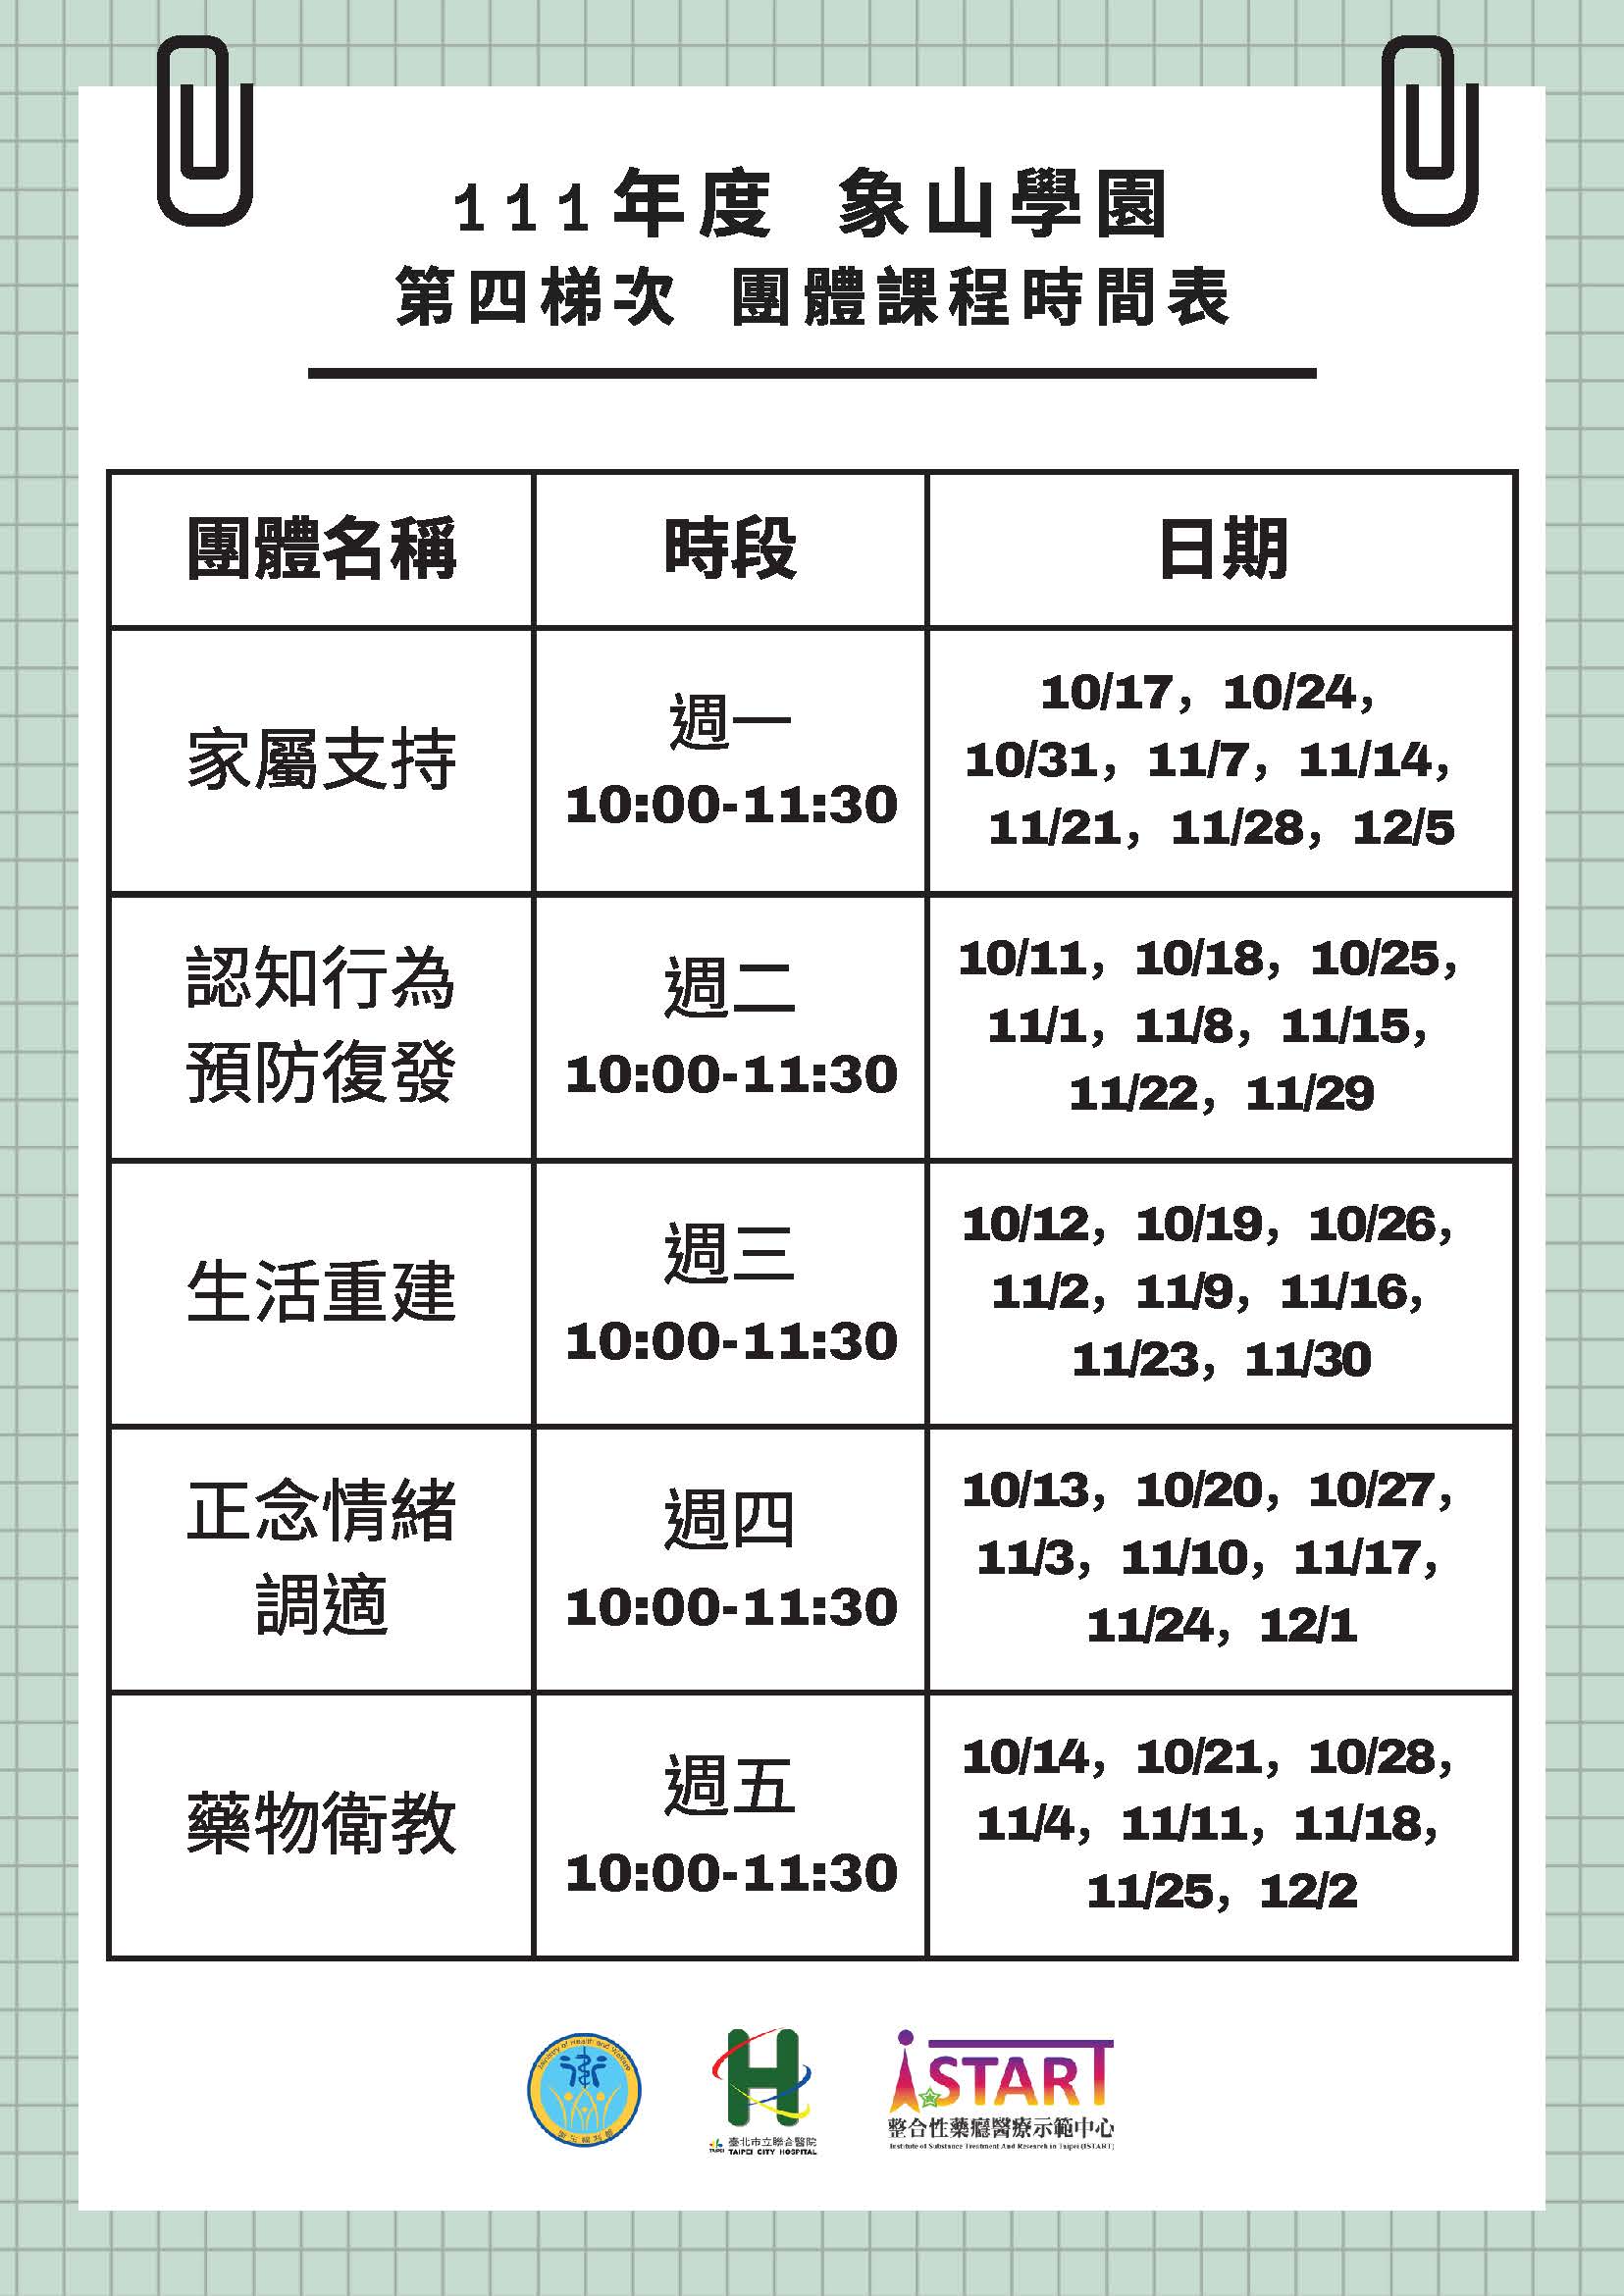 111年度 象山學園
第四梯次 團體課程時間表
團體名稱
時段
日期
家屬支持
週一
10:00-11:30
10/17, 10/24,
10/31, 11/7, 11/14,
11/21, 11/28, 12/5
認知行為
預防復發
週二
10:00-11:30
10/11, 10/18, 10/25,
11/1, 11/8, 11/15,
11/22, 11/29
生活重建
週三
10:00-11:30
10/12, 10/19, 10/26,
11/2, 11/9, 11/16,
11/23, 11/30
正念情緒
調適
週四
10:00-11:30
10/13, 10/20, 10/27,
11/3, 11/10, 11/17,
11/24, 12/1
藥物衛教
週五
10:00-11:30
10/14, 10/21, 10/28,
11/4, 11/11, 11/18,
11/25, 12/2
Ministry of Health and Welfare
衛生福利部
TAIPEI
臺北市立聯合醫院
TAIPEI CITY HOSPITAL
iSTART
整合性藥癮醫療示範中心
Institute of Substance Treatment And Research in Taipei (ISTART)